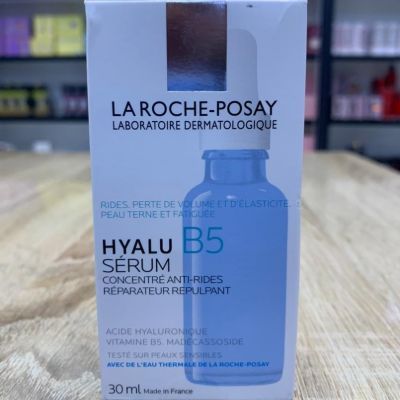 LA ROCHE-POSAY
LABORATOIRE DERMATOLOGIQUE
RIDES, PERTE DE VOLUME ET D'ÉLASTICITÉ,
PEAU TERNE ET FATIGUÉE
HYALU B5
SÉRUM
CONCENTRÉ ANTI-RIDES
RÉPARATEUR REPULPANT
ACIDE HYALURONIQUE
VITAMINE B5. MADÉCASSOSIDE
TESTÉ SUR PEAUX SENSIBLES
AVEC DE L'EAU THERMALE DE LA ROCHE-POSAY
30 ml Made in France